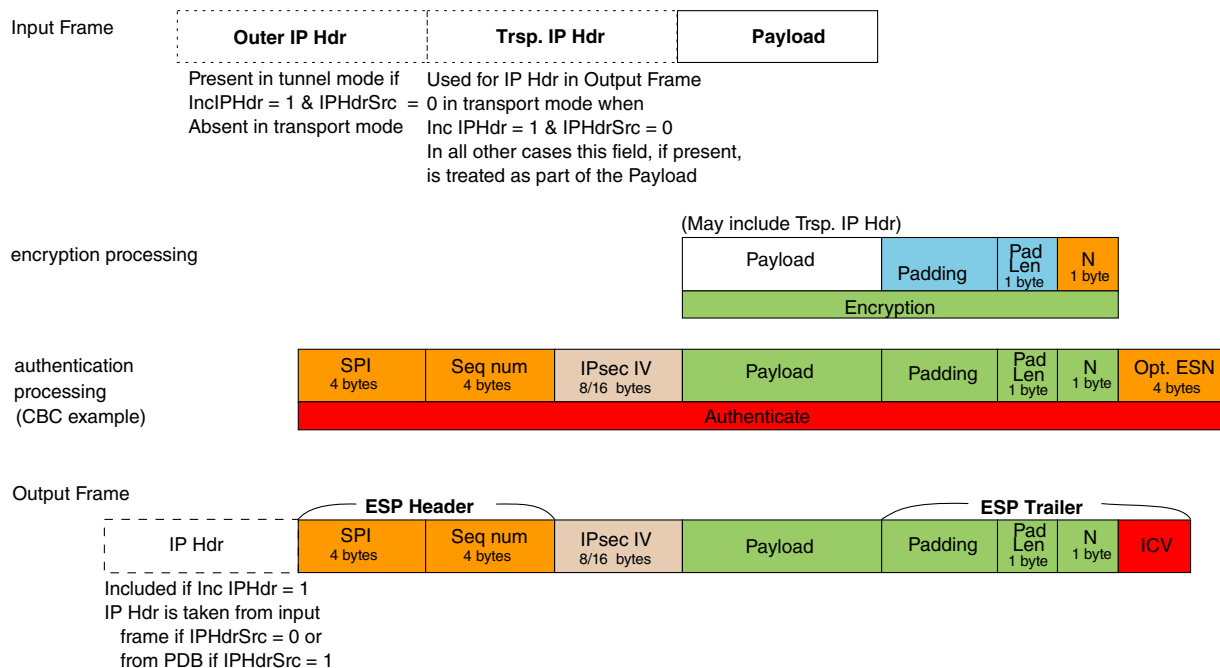 Input Frame
Outer IP Hdr
Trsp. IP Hdr
Payload
Present in tunnel mode if
IncIPHdr = 1 & IPHdrSrc = 0 in transport mode when
Absent in transport mode
Used for IP Hdr in Output Frame
Inc IPHdr = 1 & IPHdrSrc = 0
In all other cases this field, if present,
is treated as part of the Payload
(May include Trsp. IP Hdr)
encryption processing
Payload
Padding
Pad
Len
1 byte
N
1 byte
Encryption
authentication
processing
(CBC example)
SPI
4 bytes
Seq num
4 bytes
IPsec IV
8/16 bytes
Payload
Padding
Pad
Len
1 byte
N
1 byte
Opt. ESN
4 bytes
Authenticate
Output Frame
ESP Header
ESP Trailer
IP Hdr
SPI
4 bytes
Seq num
4 bytes
IPsec IV
8/16 bytes
Payload
Padding
Pad
Len
1 byte
N
1 byte
ICV
Included if Inc IPHdr = 1
IP Hdr is taken from input
frame if IPHdrSrc = 0 or
from PDB if IPHdrSrc = 1